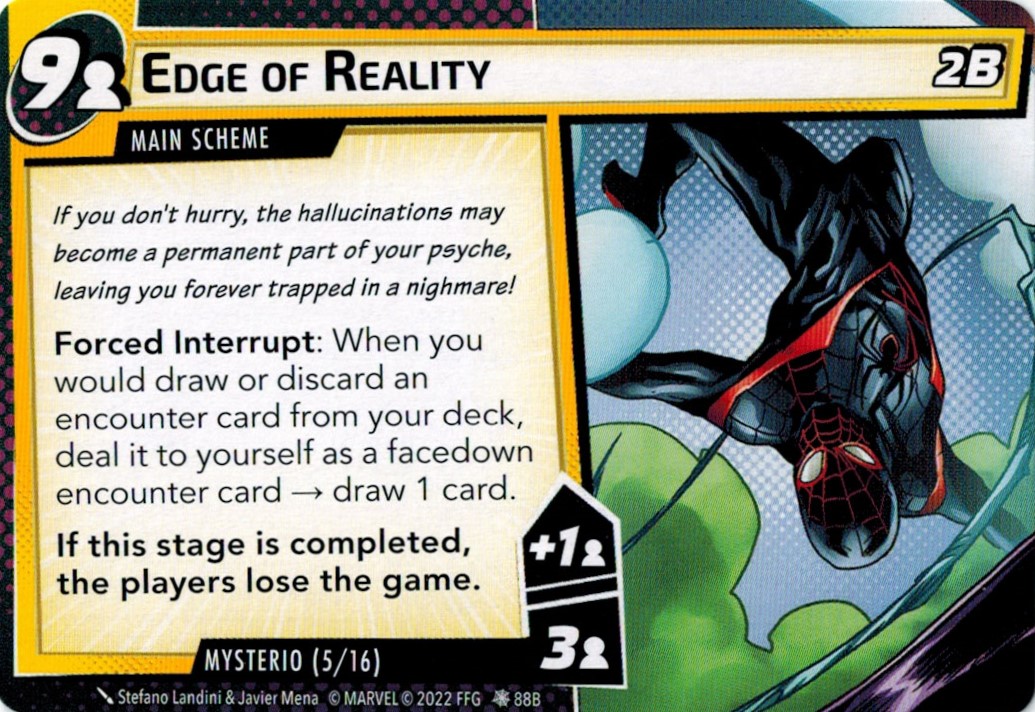 9
EDGE OF REALITY
2B
MAIN SCHEME
If you don't hurry, the hallucinations may
become a permanent part of your psyche,
leaving you forever trapped in a nighmare!
Forced Interrupt: When you
would draw or discard an
encounter card from your deck,
deal it to yourself as a facedown
encounter card → draw 1 card.
If this stage is completed,
the players lose the game.
+1
3
MYSTERIO (5/16)
Stefano Landini & Javier Mena © MARVEL © 2022 FFG 88B